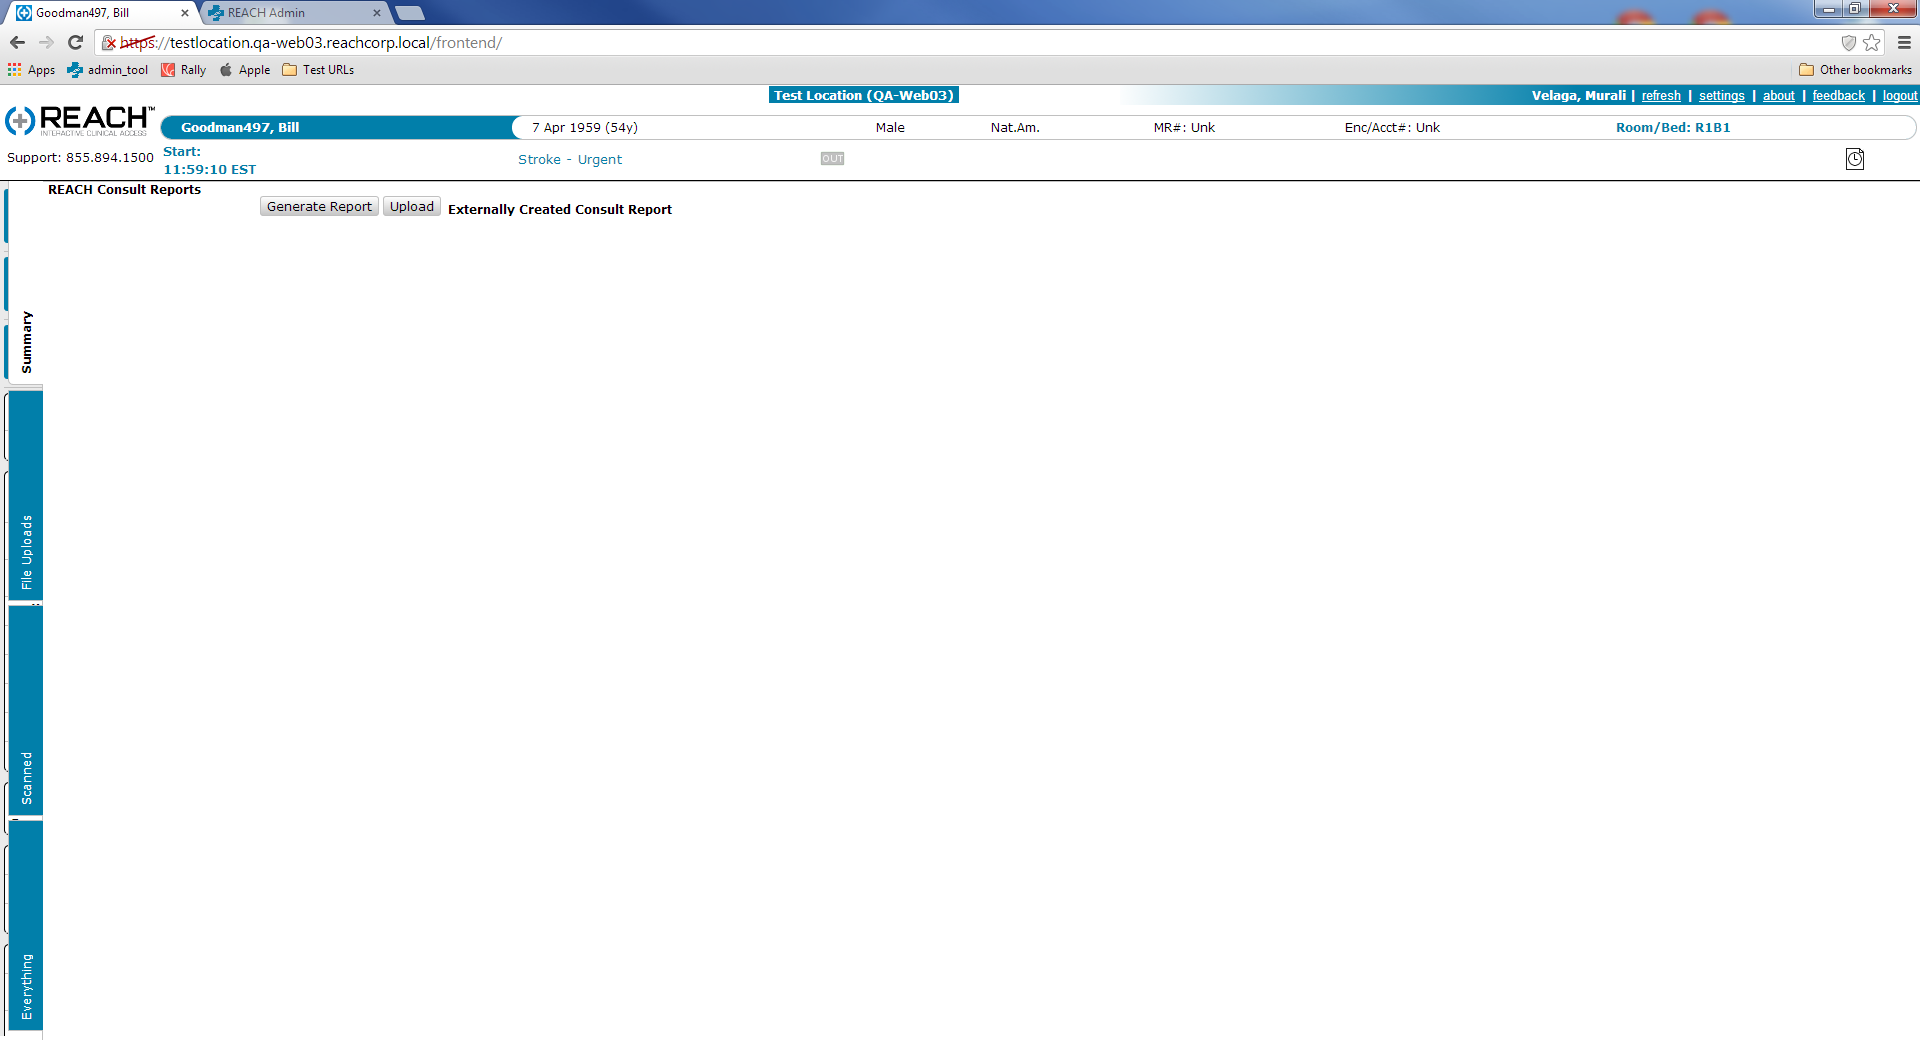 Goodman497, Bill
REACH Admin
https://testlocation.qa-web03.reachcorp.local/frontend/
Apps admin_tool Rally Apple Test URLs Other bookmarks
Test Location (QA-Web03) Velaga, Murali | refresh | settings | about | feedback | logout
REACH™
INTERACTIVE CLINICAL ACCESS
Goodman497, Bill 7 Apr 1959 (54y) Male Nat.Am. MR#: Unk Enc/Acct#: Unk Room/Bed: R1B1
Support: 855.894.1500
Start:
11:59:10 EST
Stroke - Urgent
OUT
REACH Consult Reports
Generate Report Upload Externally Created Consult Report
Summary
File Uploads
Scanned
Everything